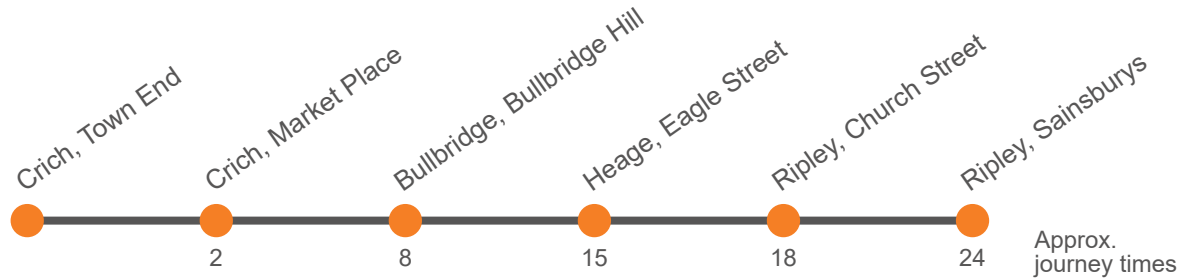 Crich, Town End
Crich, Market Place
Bullbridge, Bullbridge Hill
Heage, Eagle Street
Ripley, Church Street
Ripley, Sainsburys
2
8
15
18
24
Approx.
journey times